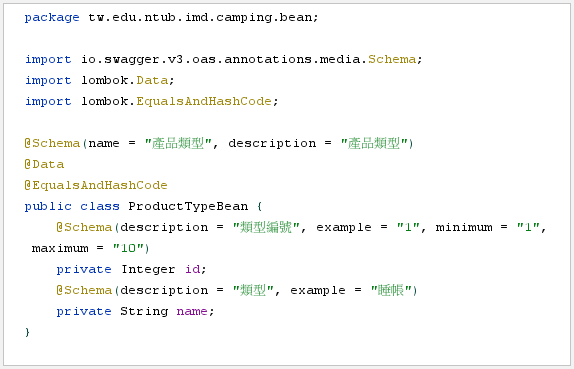 package tw.edu.ntub.imd.camping.bean;
import io.swagger.v3.oas.annotations.media.Schema;
import lombok.Data;
import lombok.EqualsAndHashCode;
@Schema(name = "產品類型", description = "產品類型")
@Data
@EqualsAndHashCode
public class ProductTypeBean {
@Schema(description = "類型編號", example = "1", minimum = "1",
maximum = "10")
private Integer id;
@Schema(description = "類型", example = "睡帳")
private String name;
}